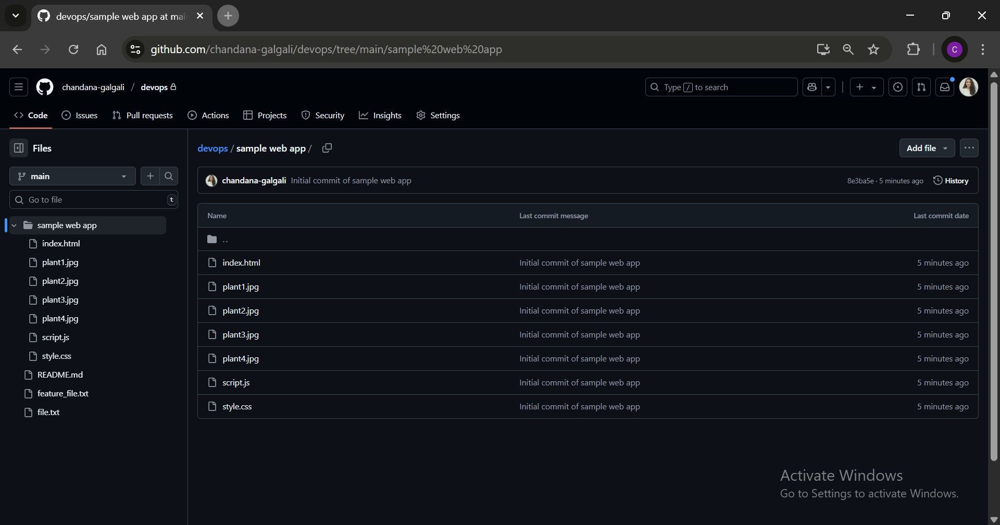 devops/sample web app at mai
github.com/chandana-galgali/devops/tree/main/sample%20web%20app
C
chandana-galgali / devops
Type / to search
Code Issues Pull requests Actions Projects Security Insights Settings
Files
devops / sample web app /
Add file
main
chandana-galgali Initial commit of sample web app
8e3ba5e · 5 minutes ago
History
Go to file
t
Name Last commit message Last commit date
sample web app
index.html
plant1.jpg
plant2.jpg
plant3.jpg
plant4.jpg
script.js
style.css
README.md
feature_file.txt
file.txt
..
index.html Initial commit of sample web app 5 minutes ago
plant1.jpg Initial commit of sample web app 5 minutes ago
plant2.jpg Initial commit of sample web app 5 minutes ago
plant3.jpg Initial commit of sample web app 5 minutes ago
plant4.jpg Initial commit of sample web app 5 minutes ago
script.js Initial commit of sample web app 5 minutes ago
style.css Initial commit of sample web app 5 minutes ago
Activate Windows
Go to Settings to activate Windows.